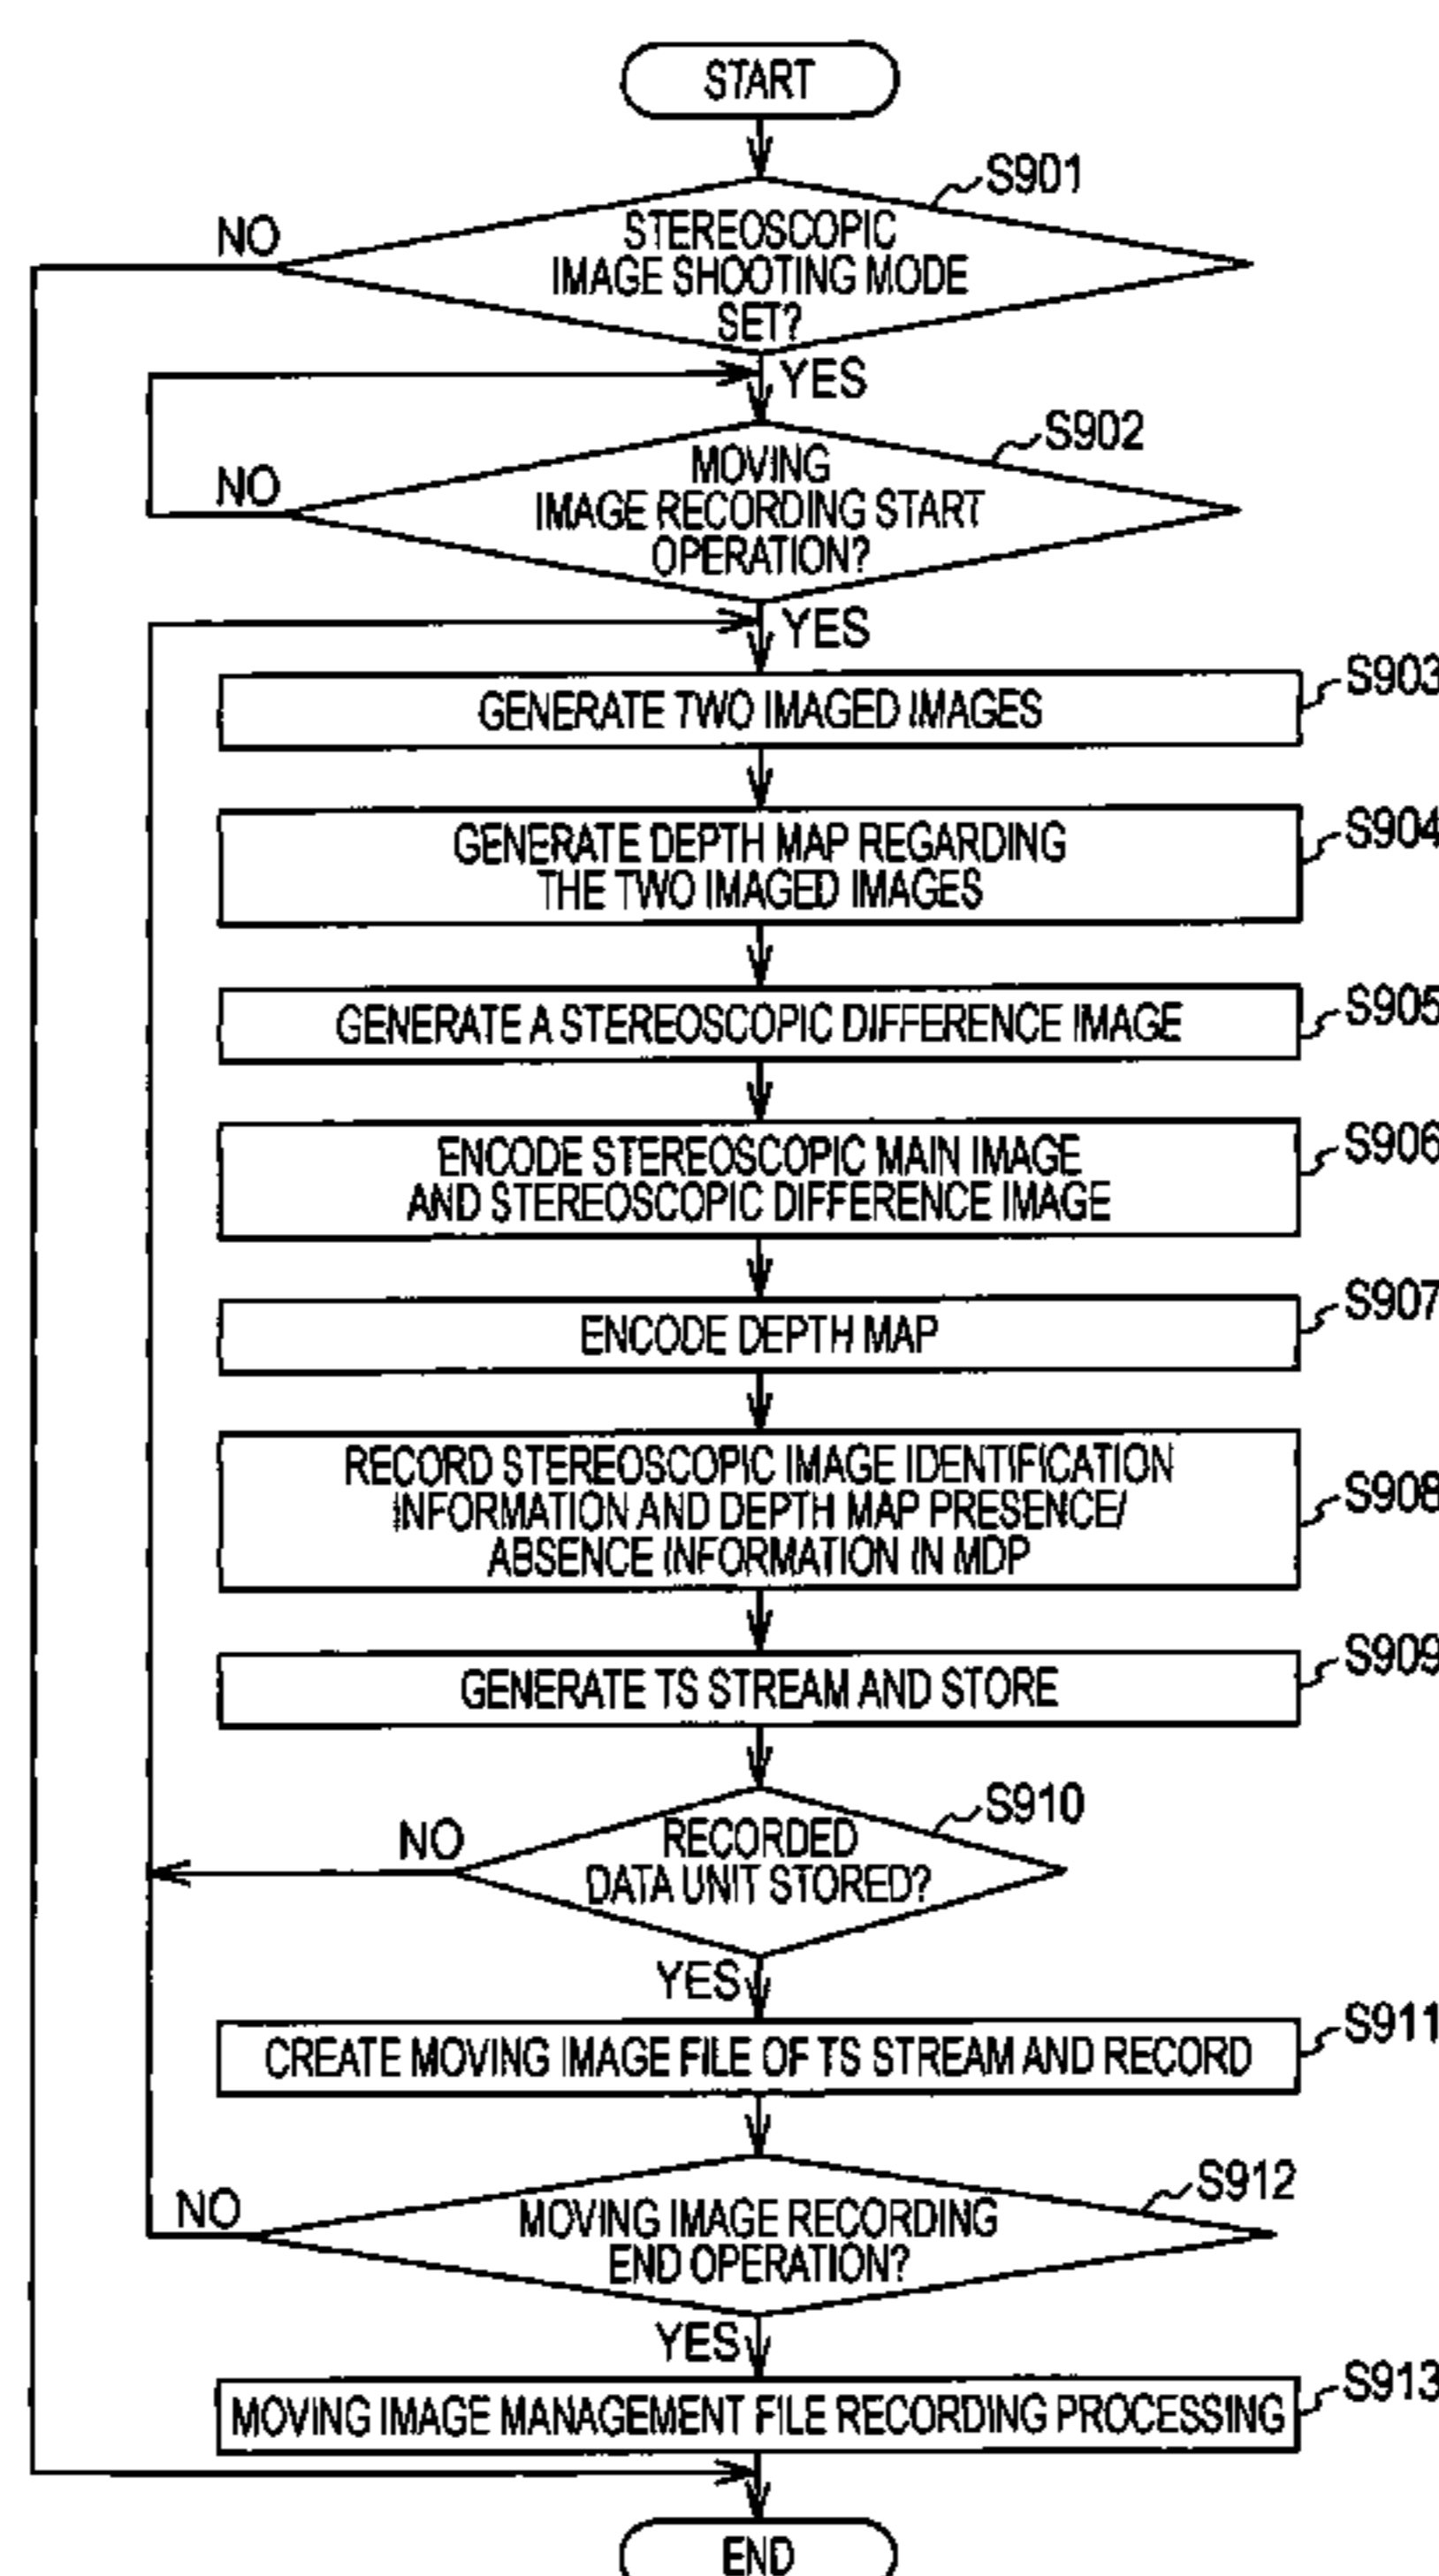 START
S901
NO
STEREOSCOPIC
IMAGE SHOOTING MODE
SET?
YES
S902
NO
MOVING
IMAGE RECORDING START
OPERATION?
YES
S903
GENERATE TWO IMAGED IMAGES
S904
GENERATE DEPTH MAP REGARDING
THE TWO IMAGED IMAGES
S905
GENERATE A STEREOSCOPIC DIFFERENCE IMAGE
S906
ENCODE STEREOSCOPIC MAIN IMAGE
AND STEREOSCOPIC DIFFERENCE IMAGE
S907
ENCODE DEPTH MAP
RECORD STEREOSCOPIC IMAGE IDENTIFICATION
S908
INFORMATION AND DEPTH MAP PRESENCE/
ABSENCE INFORMATION IN MDP
S909
GENERATE TS STREAM AND STORE
S910
NO
RECORDED
DATA UNIT STORED?
YES
S911
CREATE MOVING IMAGE FILE OF TS STREAM AND RECORD
S912
NO
MOVING IMAGE RECORDING
END OPERATION?
YES
S913
MOVING IMAGE MANAGEMENT FILE RECORDING PROCESSING
END